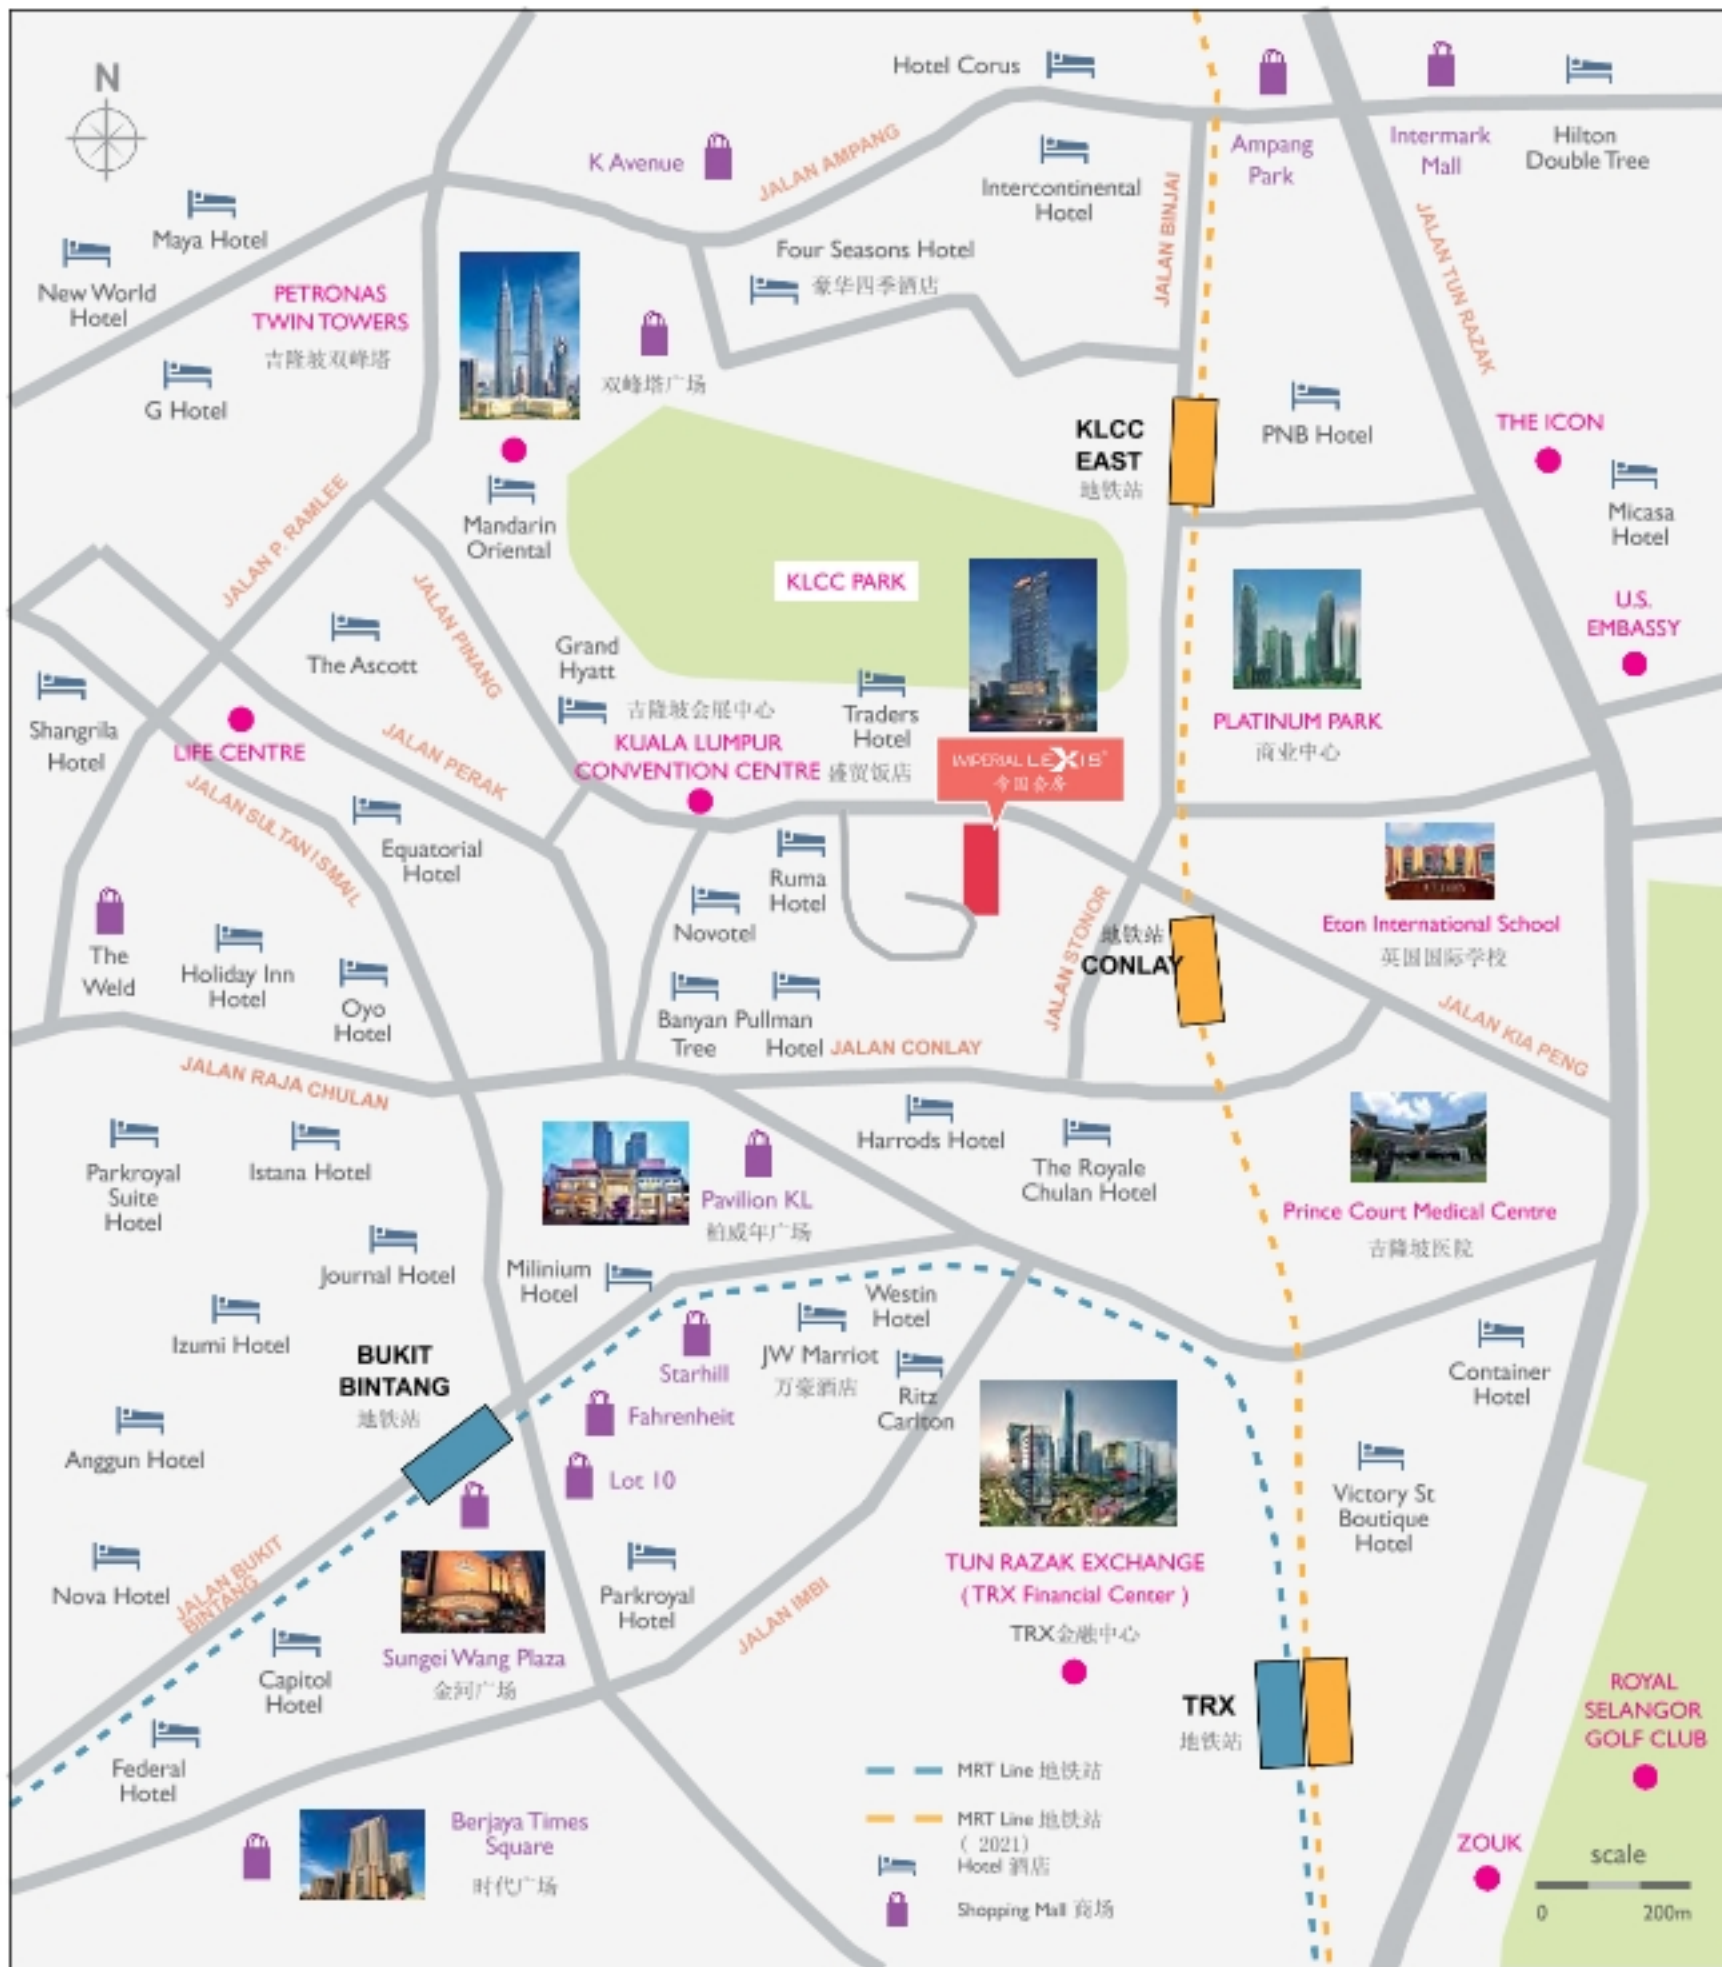 N
Hotel Corus
K Avenue
JALAN AMPANG
Ampang
Park
Intermark
Mall
Hilton
Double Tree
Intercontinental
Hotel
JALAN BINJAI
JALAN TUN RAZAK
Maya Hotel
New World
Hotel
PETRONAS
TWIN TOWERS
吉隆坡双峰塔
Four Seasons Hotel
豪华四季酒店
G Hotel
双峰塔广场
KLCC
EAST
地铁站
PNB Hotel
THE ICON
Micasa
Hotel
JALAN P. RAMLEE
Mandarin
Oriental
JALAN PINANG
KLCC PARK
U.S.
EMBASSY
The Ascott
Grand
Hyatt
Shangrila
Hotel
LIFE CENTRE
JALAN PERAK
吉隆坡会展中心
KUALA LUMPUR
CONVENTION CENTRE
Traders
Hotel
盛贸饭店
IMPERIAL LEXIS
PLATINUM PARK
商业中心
JALAN SULTAN ISMAIL
Equatorial
Hotel
Ruma
Hotel
Novotel
JALAN STONOR
地铁站
CONLAY
Eton International School
英国国际学校
The
Weld
Holiday Inn
Hotel
Oyo
Hotel
Banyan
Tree
Pullman
Hotel
JALAN CONLAY
JALAN KIA PENG
JALAN RAJA CHULAN
Parkroyal
Suite
Hotel
Istana Hotel
Pavilion KL
柏威年广场
Harrods Hotel
The Royale
Chulan Hotel
Prince Court Medical Centre
吉隆坡医院
Journal Hotel
Milinium
Hotel
Izumi Hotel
BUKIT
BINTANG
地铁站
Starhill
JW Marriot
万豪酒店
Westin
Hotel
Ritz
Carlton
Container
Hotel
Fahrenheit
Anggun Hotel
Lot 10
Victory St
Boutique
Hotel
Nova Hotel
JALAN BUKIT
BINTANG
Parkroyal
Hotel
JALAN IMBI
TUN RAZAK EXCHANGE
( TRX Financial Center )
TRX金融中心
Capitol
Hotel
Sungei Wang Plaza
金河广场
TRX
地铁站
ROYAL
SELANGOR
GOLF CLUB
Federal
Hotel
Berjaya Times
Square
时代广场
MRT Line 地铁站
MRT Line 地铁站
( 2021)
Hotel 酒店
Shopping Mall 商场
ZOUK
scale
0
200m